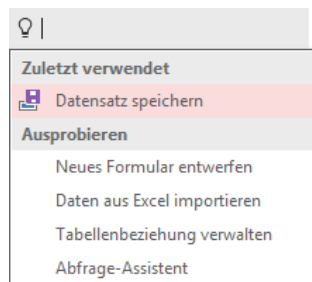 Zuletzt verwendet
Datensatz speichern
Ausprobieren
Neues Formular entwerfen
Daten aus Excel importieren
Tabellenbeziehung verwalten
Abfrage-Assistent